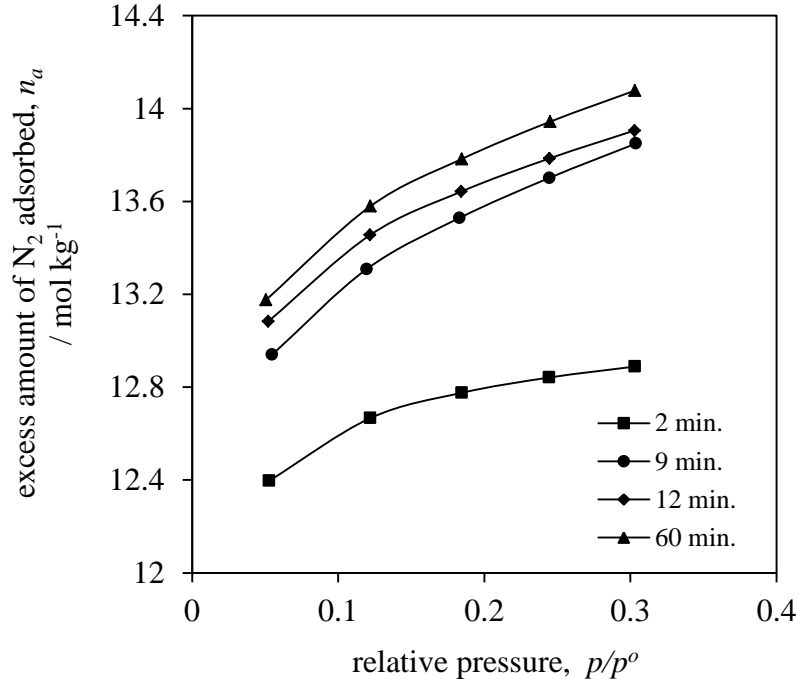 excess amount of N₂ adsorbed, nₐ
/ mol kg⁻¹
14.4
14
13.6
13.2
12.8
12.4
12
0
0.1
0.2
0.3
0.4
relative pressure, p/pᵒ
2 min.
9 min.
12 min.
60 min.